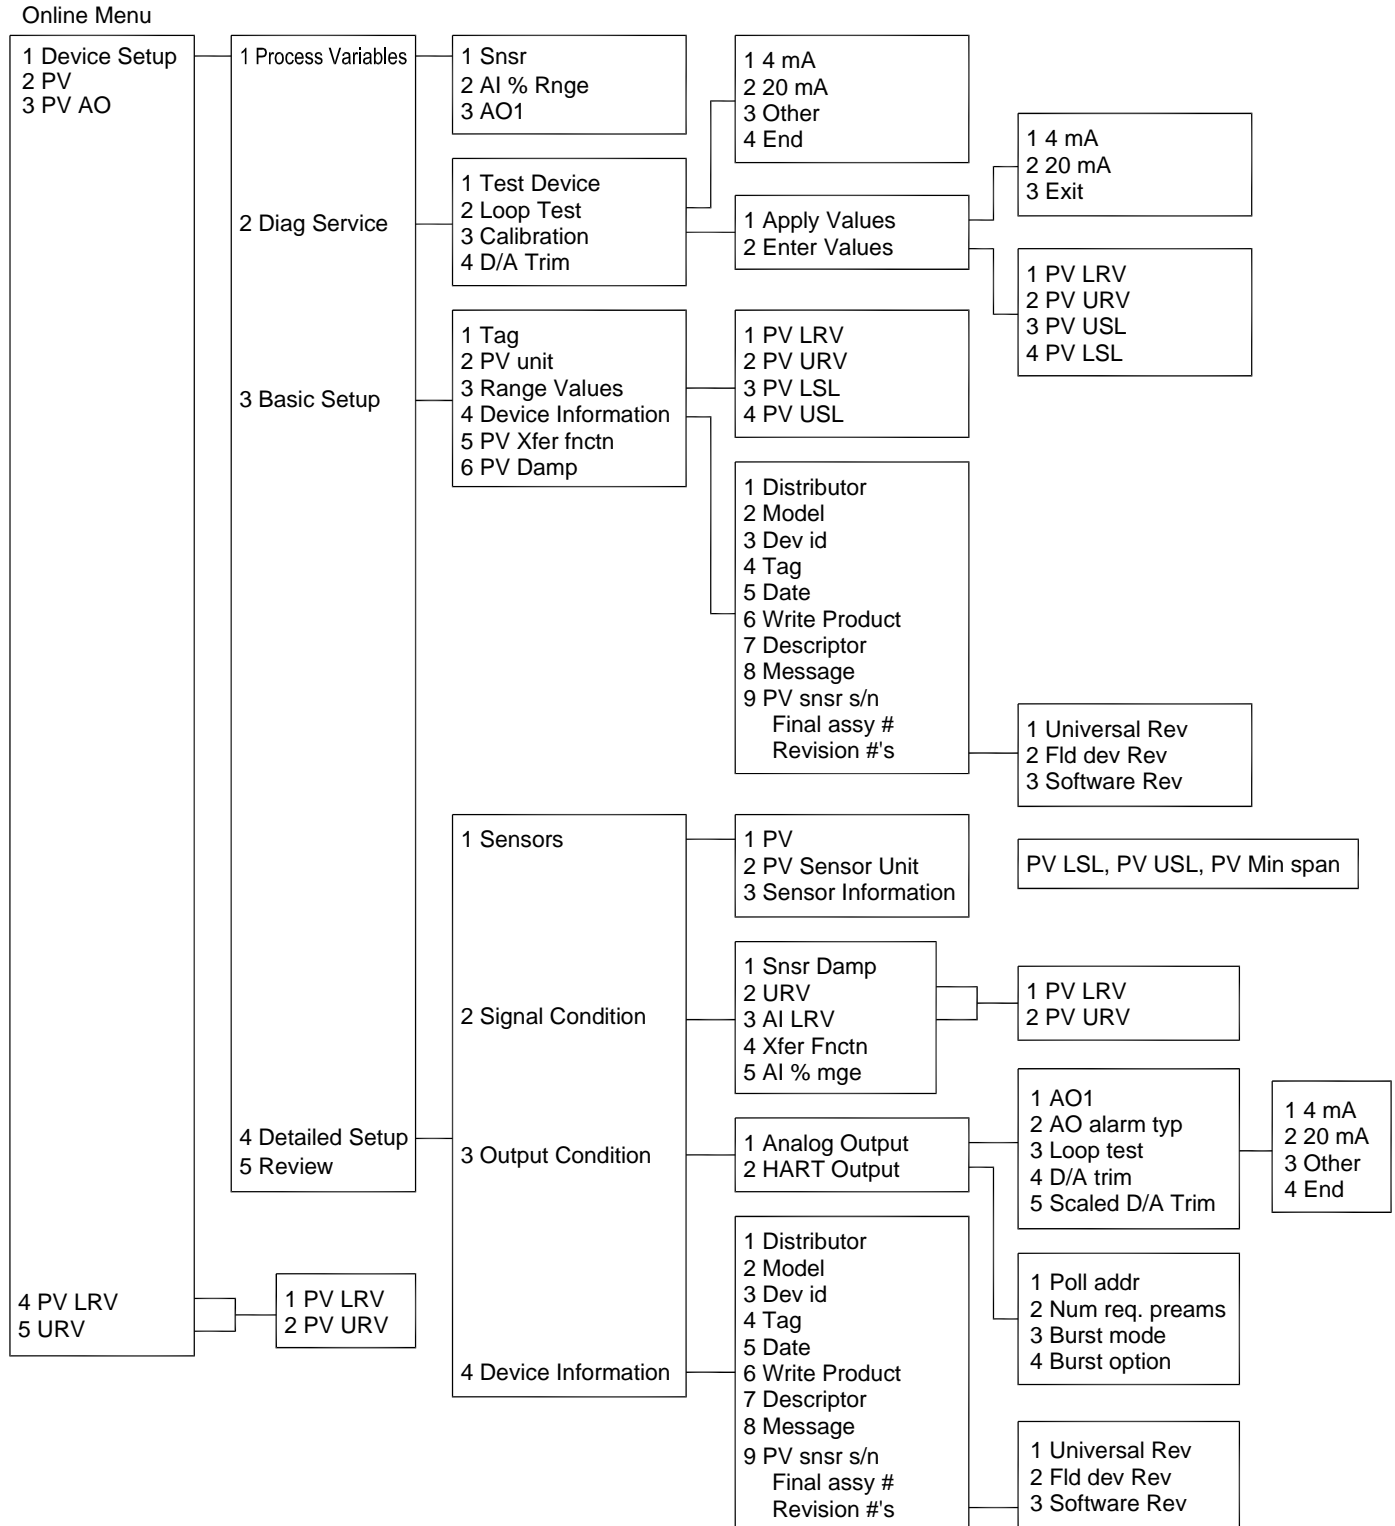 Online Menu
1 Device Setup
2 PV
3 PV AO
4 PV LRV
5 URV
1 PV LRV
2 PV URV
1 Process Variables
2 Diag Service
3 Basic Setup
4 Detailed Setup
5 Review
1 Snsr
2 AI % Rnge
3 AO1
1 Test Device
2 Loop Test
3 Calibration
4 D/A Trim
1 4 mA
2 20 mA
3 Other
4 End
1 Apply Values
2 Enter Values
1 4 mA
2 20 mA
3 Exit
1 PV LRV
2 PV URV
3 PV USL
4 PV LSL
1 Tag
2 PV unit
3 Range Values
4 Device Information
5 PV Xfer fnctn
6 PV Damp
1 PV LRV
2 PV URV
3 PV LSL
4 PV USL
1 Distributor
2 Model
3 Dev id
4 Tag
5 Date
6 Write Product
7 Descriptor
8 Message
9 PV snsr s/n
Final assy #
Revision #'s
1 Universal Rev
2 Fld dev Rev
3 Software Rev
1 Sensors
2 Signal Condition
3 Output Condition
4 Device Information
1 PV
2 PV Sensor Unit
3 Sensor Information
PV LSL, PV USL, PV Min span
1 Snsr Damp
2 URV
3 AI LRV
4 Xfer Fnctn
5 AI % mge
1 PV LRV
2 PV URV
1 Analog Output
2 HART Output
1 AO1
2 AO alarm typ
3 Loop test
4 D/A trim
5 Scaled D/A Trim
1 4 mA
2 20 mA
3 Other
4 End
1 Poll addr
2 Num req. preams
3 Burst mode
4 Burst option
1 Distributor
2 Model
3 Dev id
4 Tag
5 Date
6 Write Product
7 Descriptor
8 Message
9 PV snsr s/n
Final assy #
Revision #'s
1 Universal Rev
2 Fld dev Rev
3 Software Rev